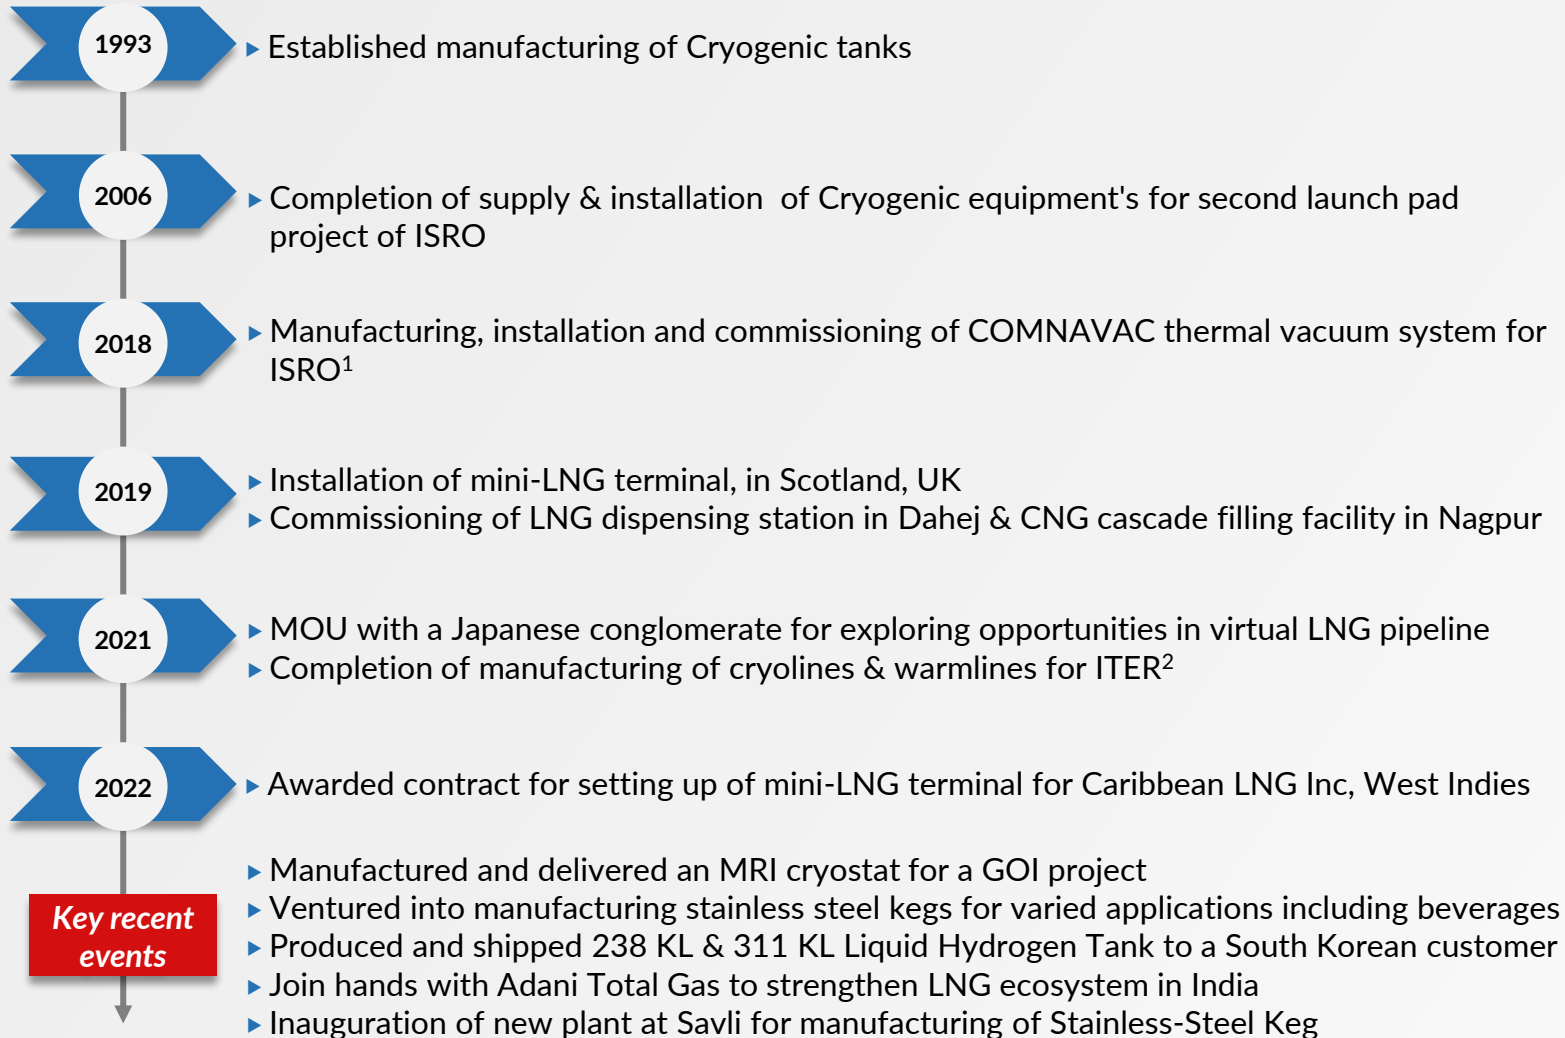 1993
Established manufacturing of Cryogenic tanks
2006
Completion of supply & installation  of Cryogenic equipment's for second launch pad
project of ISRO
2018
Manufacturing, installation and commissioning of COMNAVAC thermal vacuum system for
ISRO¹
2019
Installation of mini-LNG terminal, in Scotland, UK
Commissioning of LNG dispensing station in Dahej & CNG cascade filling facility in Nagpur
2021
MOU with a Japanese conglomerate for exploring opportunities in virtual LNG pipeline
Completion of manufacturing of cryolines & warmlines for ITER²
2022
Awarded contract for setting up of mini-LNG terminal for Caribbean LNG Inc, West Indies
Key recent
events
Manufactured and delivered an MRI cryostat for a GOI project
Ventured into manufacturing stainless steel kegs for varied applications including beverages
Produced and shipped 238 KL & 311 KL Liquid Hydrogen Tank to a South Korean customer
Join hands with Adani Total Gas to strengthen LNG ecosystem in India
Inauguration of new plant at Savli for manufacturing of Stainless-Steel Keg